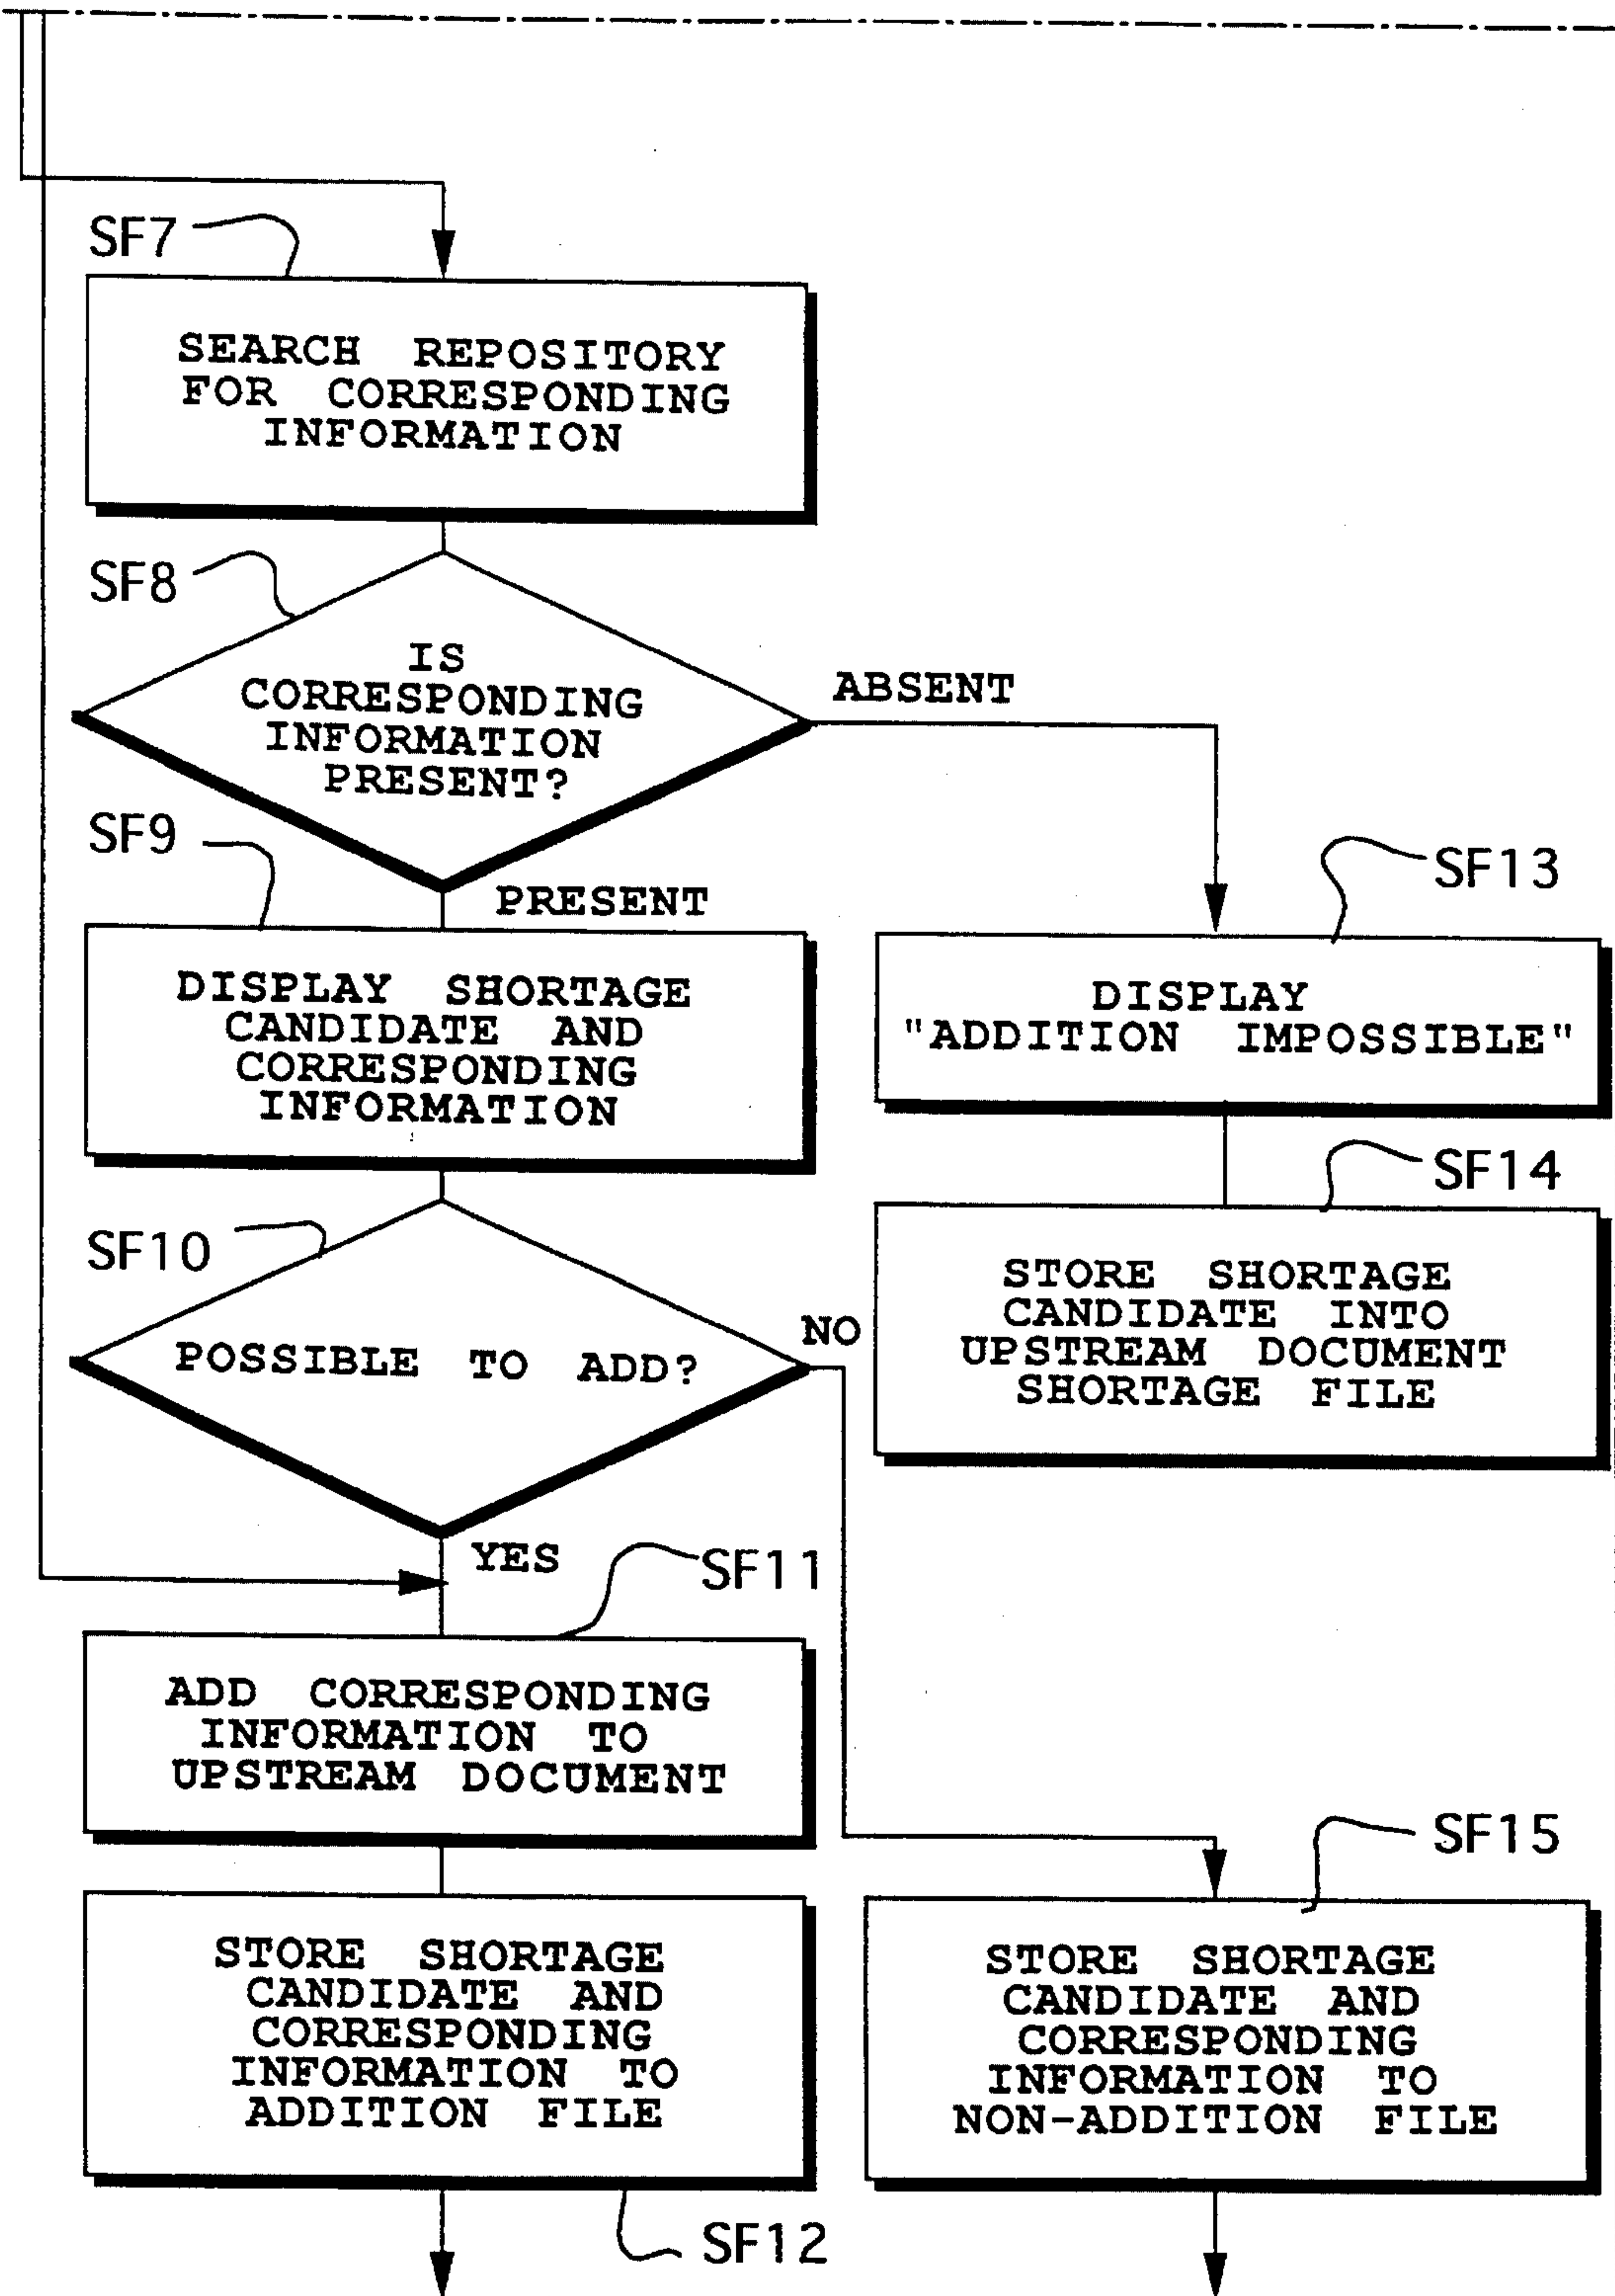 SF7
SEARCH REPOSITORY
FOR CORRESPONDING
INFORMATION
SF8
IS
CORRESPONDING
INFORMATION
PRESENT?
ABSENT
SF9
PRESENT
DISPLAY SHORTAGE
CANDIDATE AND
CORRESPONDING
INFORMATION
SF13
DISPLAY
"ADDITION IMPOSSIBLE"
SF14
STORE SHORTAGE
CANDIDATE INTO
UPSTREAM DOCUMENT
SHORTAGE FILE
SF10
POSSIBLE TO ADD?
NO
YES
SF11
ADD CORRESPONDING
INFORMATION TO
UPSTREAM DOCUMENT
SF15
STORE SHORTAGE
CANDIDATE AND
CORRESPONDING
INFORMATION TO
ADDITION FILE
SF12
STORE SHORTAGE
CANDIDATE AND
CORRESPONDING
INFORMATION TO
NON-ADDITION FILE